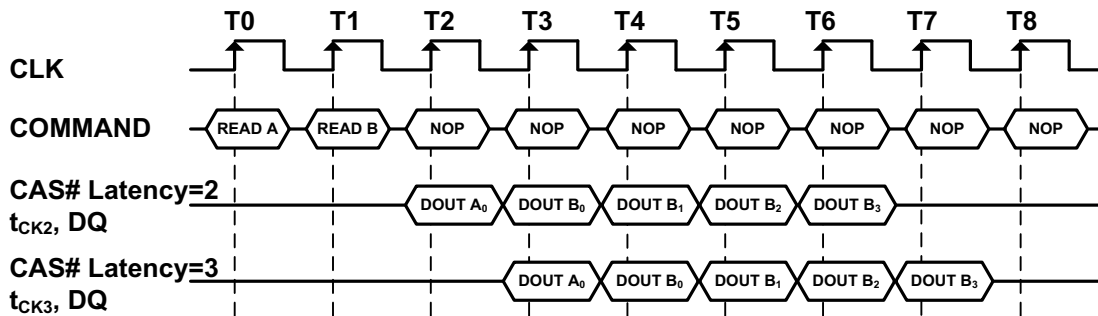 T0 T1 T2 T3 T4 T5 T6 T7 T8
CLK
COMMAND READ A READ B NOP NOP NOP NOP NOP NOP NOP
CAS# Latency=2
tCK2, DQ DOUT A0 DOUT B0 DOUT B1 DOUT B2 DOUT B3
CAS# Latency=3
tCK3, DQ DOUT A0 DOUT B0 DOUT B1 DOUT B2 DOUT B3